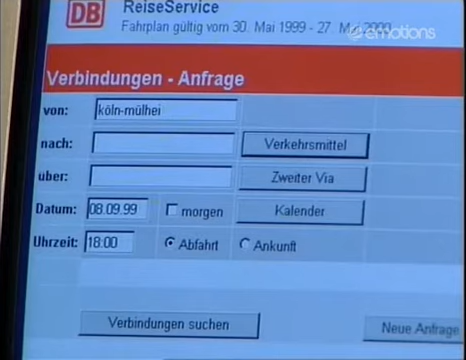 DB ReiseService
Fahrplan gültig vom 30. Mai 1999 - 27. Mai 2000
emotions
Verbindungen - Anfrage
von: köln-mülhei
nach: Verkehrsmittel
über: Zweiter Via
Datum: 08.09.99 morgen Kalender
Uhrzeit: 18:00 Abfahrt Ankunft
Verbindungen suchen Neue Anfrage